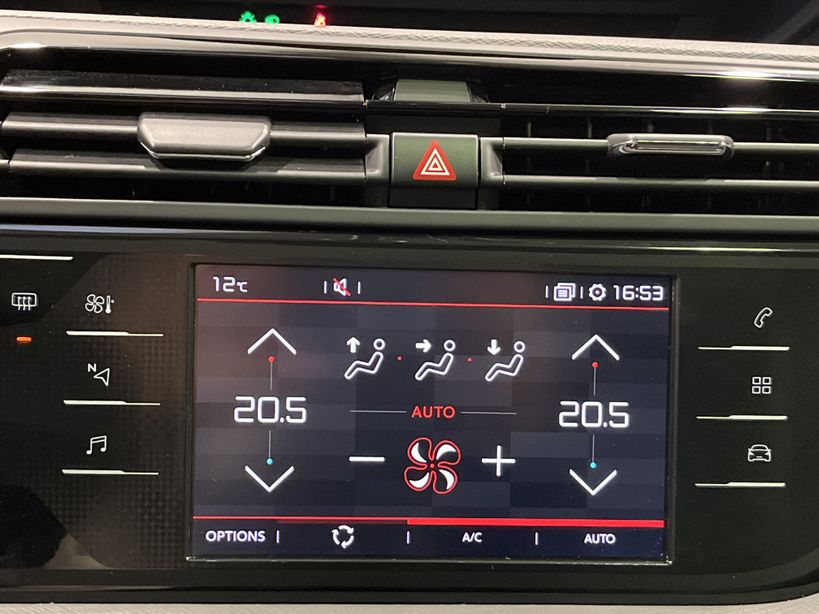 12°C
16:53
N
20.5
20.5
AUTO
OPTIONS
A/C
AUTO